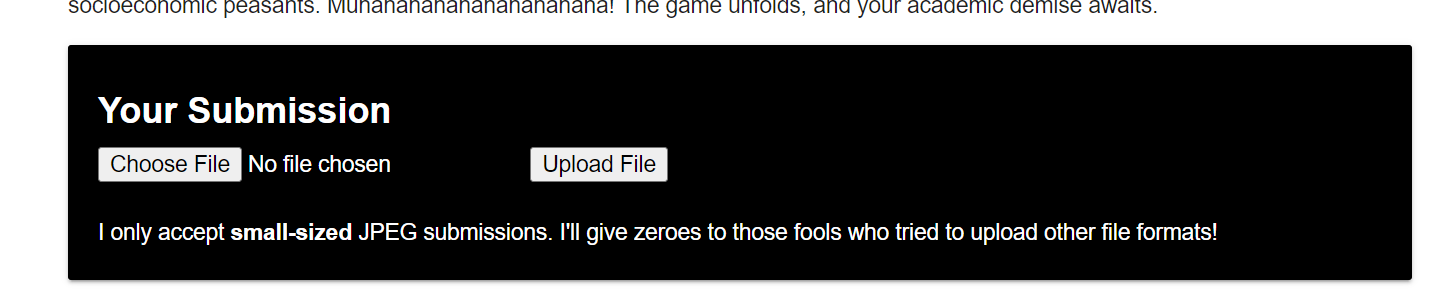 socioeconomic peasants. Muhahahahahahahahahaha! The game unfolds, and your academic demise awaits.
Your Submission
Choose File No file chosen Upload File
I only accept small-sized JPEG submissions. I'll give zeroes to those fools who tried to upload other file formats!